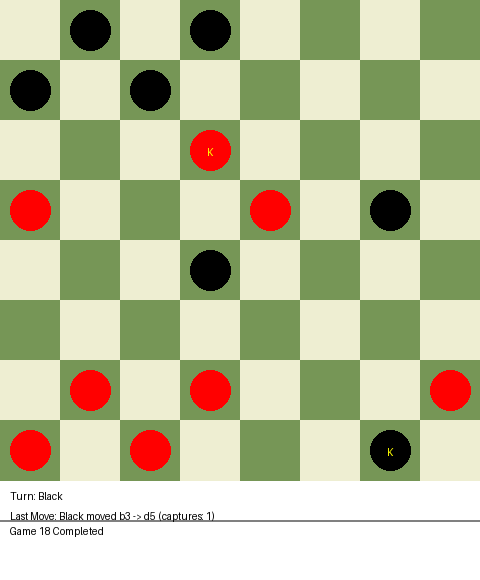 K
K
Turn: Black
Last Move: Black moved b3 -> d5 (captures: 1)
Game 18 Completed